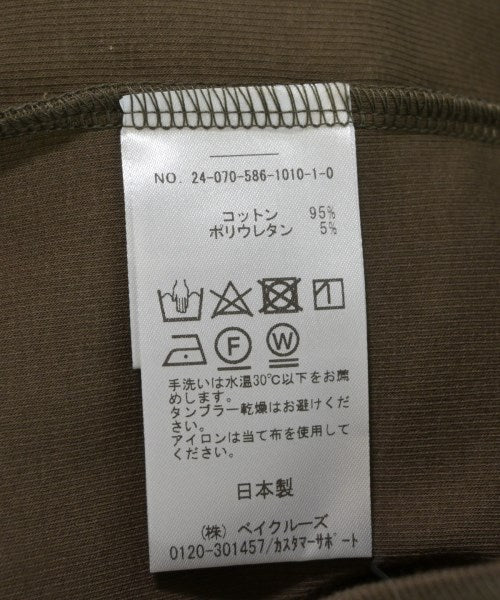 NO. 24-070-586-1010-1-0
コットン 95%
ポリウレタン 5%
F
W
手洗いは水温30℃以下をお薦
めします。
タンブラー乾燥はお避けくだ
さい。
アイロンは当て布を使用して
ください。
日本製
(株) ベイクルーズ
0120-301457/カスタマーサポート